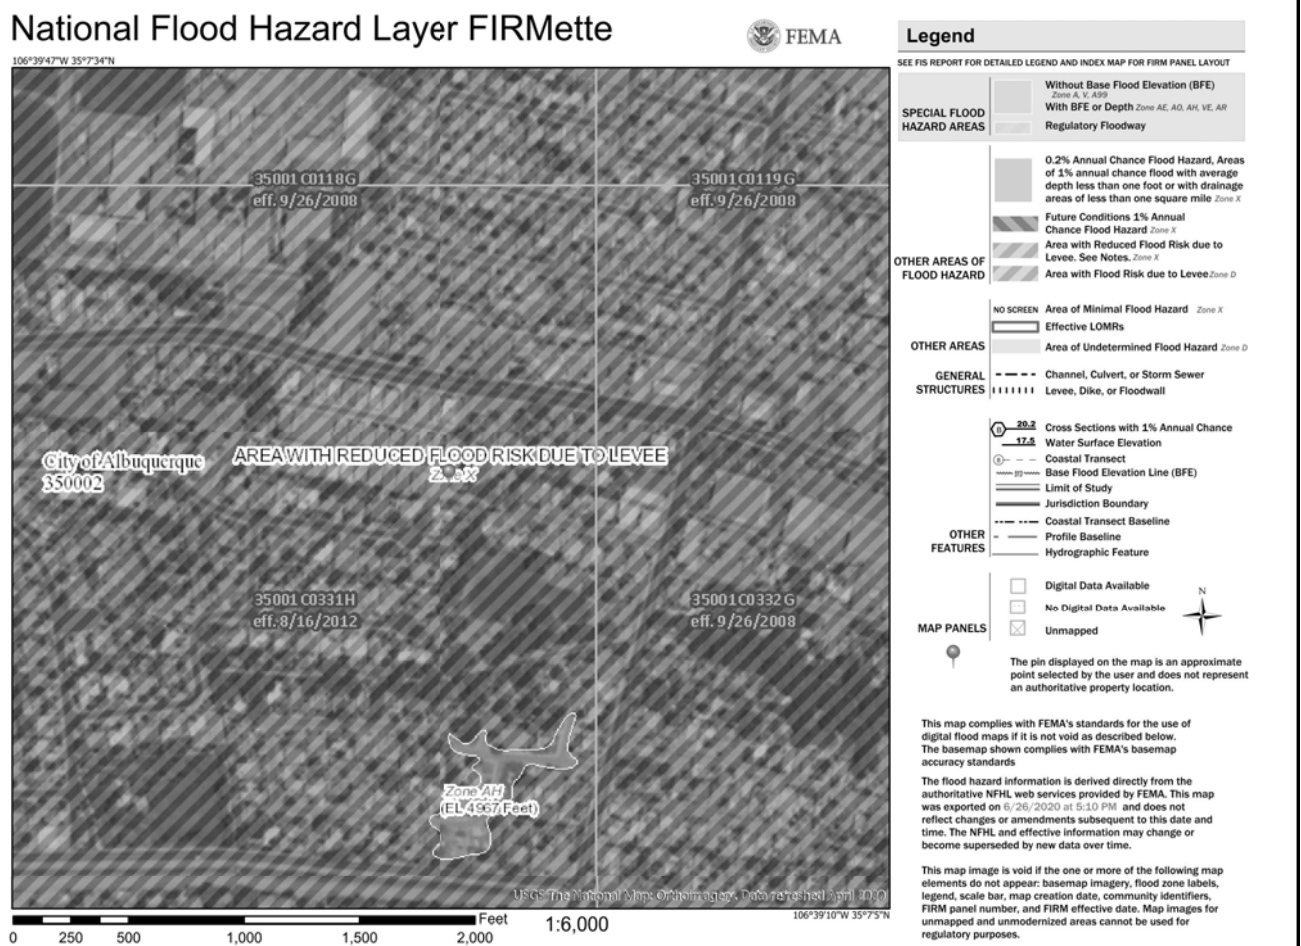 National Flood Hazard Layer FIRMette
FEMA
106°39'47"W 35°7'34"N
35001C0118G
eff. 9/26/2008
35001C0119G
eff. 9/26/2008
City of Albuquerque
350002
AREA WITH REDUCED FLOOD RISK DUE TO LEVEE
Zone X
35001C0331H
eff. 8/16/2012
35001C0332G
eff. 9/26/2008
Zone AH
(EL 4967 Feet)
USGS The National Map: Orthoimagery. Data refreshed April 2020
106°39'10"W 35°7'5"N
Feet
1:6,000
0 250 500 1,000 1,500 2,000
Legend
SEE FIS REPORT FOR DETAILED LEGEND AND INDEX MAP FOR FIRM PANEL LAYOUT
SPECIAL FLOOD
HAZARD AREAS
Without Base Flood Elevation (BFE)
Zone A, V, A99
With BFE or Depth Zone AE, AO, AH, VE, AR
Regulatory Floodway
OTHER AREAS OF
FLOOD HAZARD
0.2% Annual Chance Flood Hazard, Areas
of 1% annual chance flood with average
depth less than one foot or with drainage
areas of less than one square mile Zone X
Future Conditions 1% Annual
Chance Flood Hazard Zone X
Area with Reduced Flood Risk due to
Levee. See Notes. Zone X
Area with Flood Risk due to Levee Zone D
OTHER AREAS
NO SCREEN Area of Minimal Flood Hazard Zone X
Effective LOMRs
Area of Undetermined Flood Hazard Zone D
GENERAL
STRUCTURES
Channel, Culvert, or Storm Sewer
Levee, Dike, or Floodwall
OTHER
FEATURES
B 20.2 Cross Sections with 1% Annual Chance
17.5 Water Surface Elevation
8 Coastal Transect
513 Base Flood Elevation Line (BFE)
Limit of Study
Jurisdiction Boundary
Coastal Transect Baseline
Profile Baseline
Hydrographic Feature
MAP PANELS
Digital Data Available
No Digital Data Available
Unmapped
N
The pin displayed on the map is an approximate
point selected by the user and does not represent
an authoritative property location.
This map complies with FEMA's standards for the use of
digital flood maps if it is not void as described below.
The basemap shown complies with FEMA's basemap
accuracy standards
The flood hazard information is derived directly from the
authoritative NFHL web services provided by FEMA. This map
was exported on 6/26/2020 at 5:10 PM and does not
reflect changes or amendments subsequent to this date and
time. The NFHL and effective information may change or
become superseded by new data over time.
This map image is void if the one or more of the following map
elements do not appear: basemap imagery, flood zone labels,
legend, scale bar, map creation date, community identifiers,
FIRM panel number, and FIRM effective date. Map images for
unmapped and unmodernized areas cannot be used for
regulatory purposes.